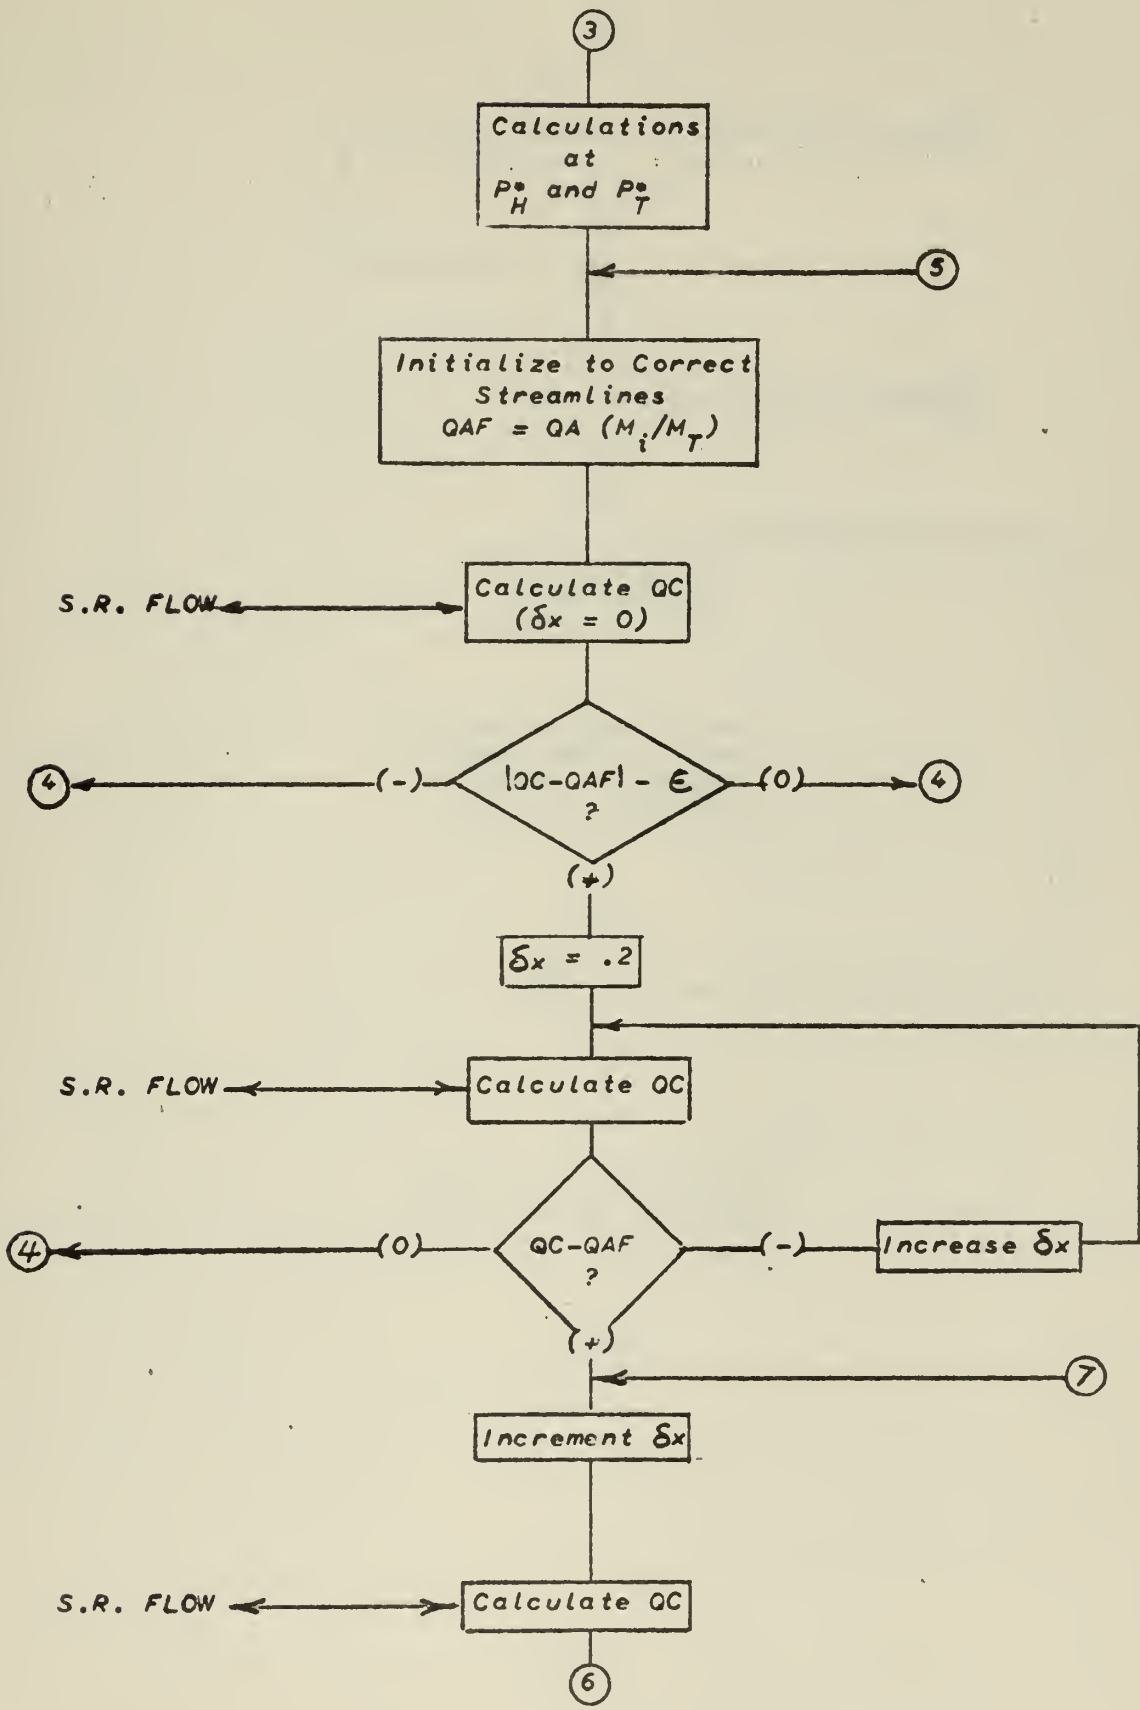 3
Calculations
at
P*H and P*T
5
Initialize to Correct
Streamlines
QAF = QA (Mi/MT)
S.R. FLOW
Calculate QC
(δx = 0)
4
(-)
|QC-QAF| - ϵ
?
(0)
4
(+)
δx = .2
S.R. FLOW
Calculate QC
4
(0)
QC-QAF
?
(-)
Increase δx
(+)
7
Increment δx
S.R. FLOW
Calculate QC
6